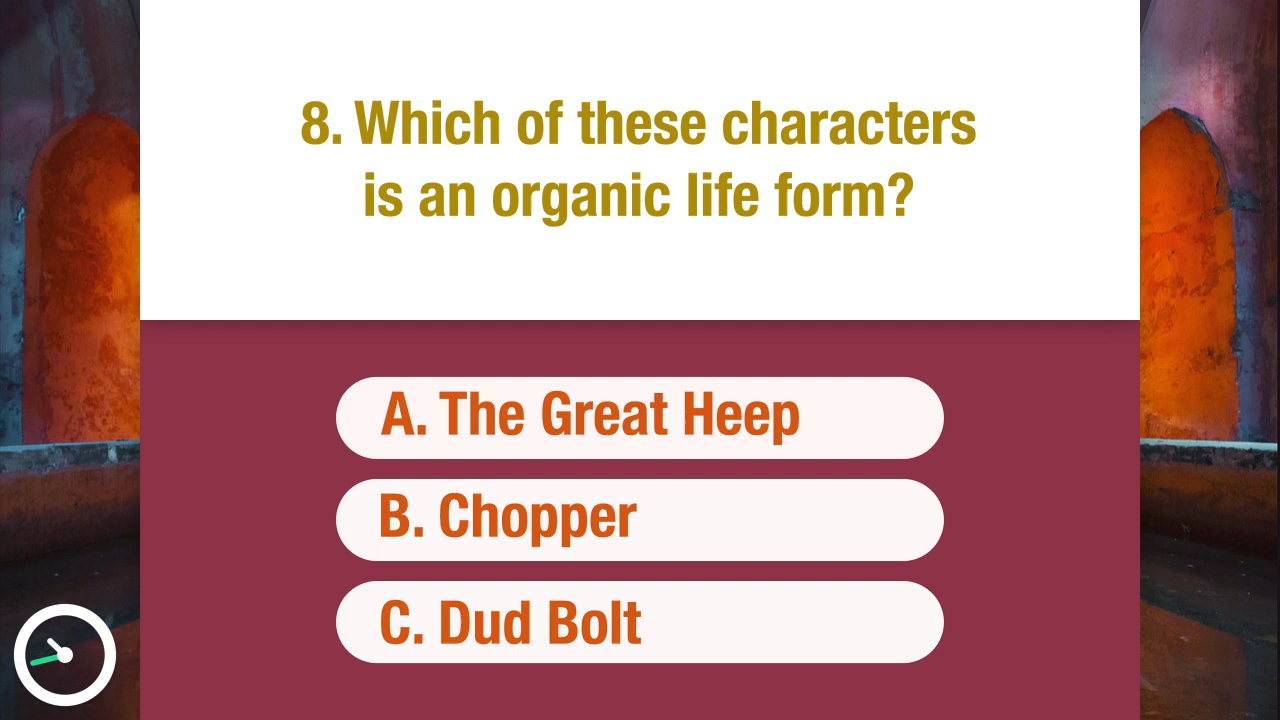 8. Which of these characters
is an organic life form?
A. The Great Heep
B. Chopper
C. Dud Bolt